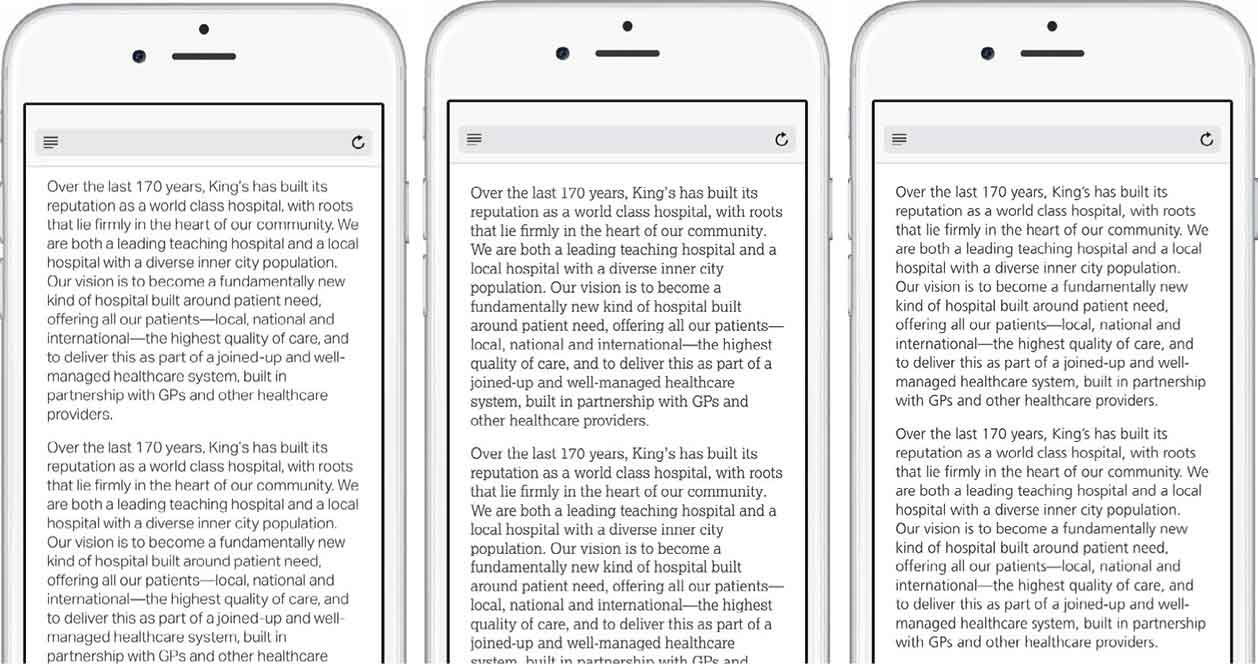 Over the last 170 years, King's has built its
reputation as a world class hospital, with roots
that lie firmly in the heart of our community. We
are both a leading teaching hospital and a local
hospital with a diverse inner city population.
Our vision is to become a fundamentally new
kind of hospital built around patient need,
offering all our patients—local, national and
international—the highest quality of care, and
to deliver this as part of a joined-up and well-
managed healthcare system, built in
partnership with GPs and other healthcare
providers.
Over the last 170 years, King's has built its
reputation as a world class hospital, with roots
that lie firmly in the heart of our community. We
are both a leading teaching hospital and a local
hospital with a diverse inner city population.
Our vision is to become a fundamentally new
kind of hospital built around patient need,
offering all our patients—local, national and
international—the highest quality of care, and
to deliver this as part of a joined-up and well-
managed healthcare system, built in
partnership with GPs and other healthcare
Over the last 170 years, King's has built its
reputation as a world class hospital, with roots
that lie firmly in the heart of our community.
We are both a leading teaching hospital and a
local hospital with a diverse inner city
population. Our vision is to become a
fundamentally new kind of hospital built
around patient need, offering all our patients—
local, national and international—the highest
quality of care, and to deliver this as part of a
joined-up and well-managed healthcare
system, built in partnership with GPs and
other healthcare providers.
Over the last 170 years, King's has built its
reputation as a world class hospital, with roots
that lie firmly in the heart of our community.
We are both a leading teaching hospital and a
local hospital with a diverse inner city
population. Our vision is to become a
fundamentally new kind of hospital built
around patient need, offering all our patients—
local, national and international—the highest
quality of care, and to deliver this as part of a
joined-up and well-managed healthcare
system, built in partnership with GPs and
Over the last 170 years, King's has built its
reputation as a world class hospital, with roots
that lie firmly in the heart of our community. We
are both a leading teaching hospital and a local
hospital with a diverse inner city population.
Our vision is to become a fundamentally new
kind of hospital built around patient need,
offering all our patients—local, national and
international—the highest quality of care, and
to deliver this as part of a joined-up and well-
managed healthcare system, built in partnership
with GPs and other healthcare providers.
Over the last 170 years, King's has built its
reputation as a world class hospital, with roots
that lie firmly in the heart of our community. We
are both a leading teaching hospital and a local
hospital with a diverse inner city population.
Our vision is to become a fundamentally new
kind of hospital built around patient need,
offering all our patients—local, national and
international—the highest quality of care, and
to deliver this as part of a joined-up and well-
managed healthcare system, built in partnership
with GPs and other healthcare providers.